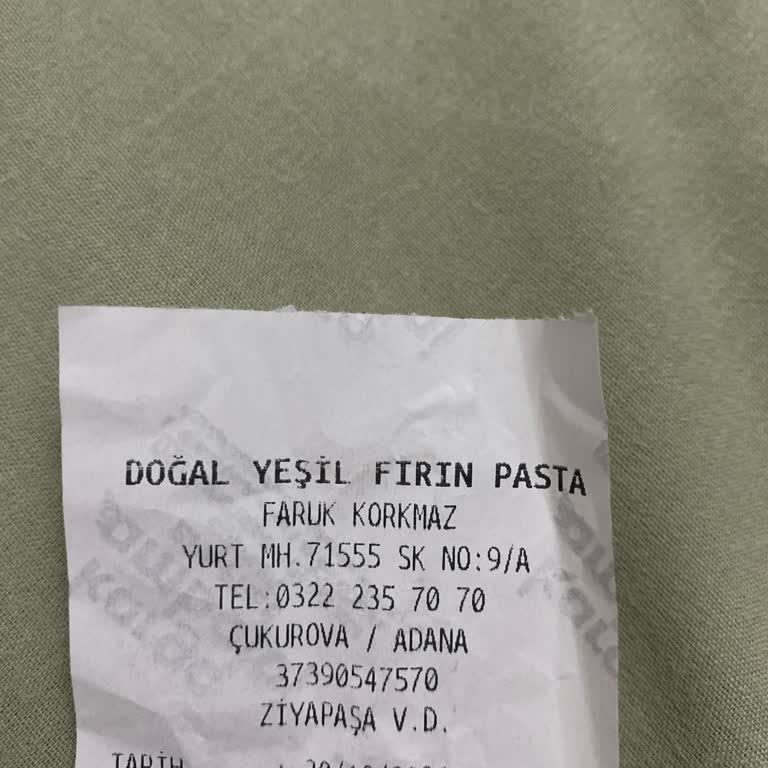 DOĞAL YEŞİL FIRIN PASTA
FARUK KORKMAZ
YURT MH.71555 SK NO:9/A
TEL:0322 235 70 70
ÇUKUROVA / ADANA
37390547570
ZİYAPAŞA V.D.
TARİH